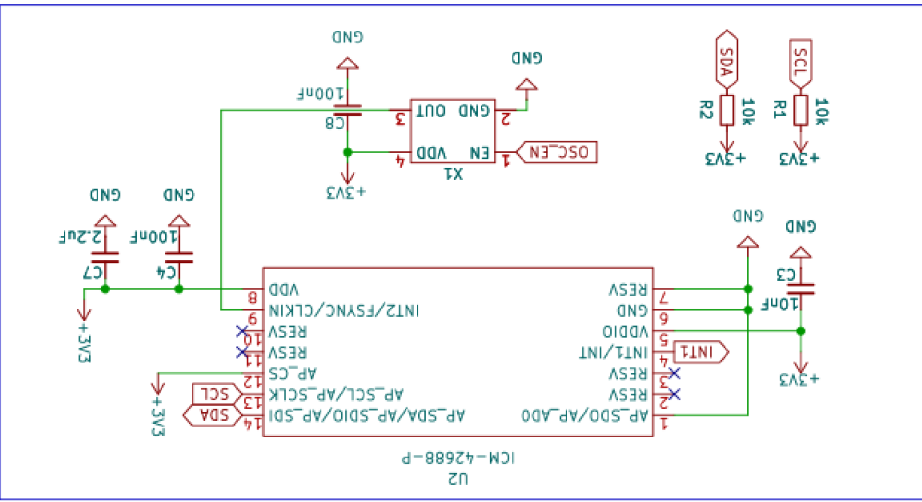 U2
ICM-42688-P
1 AP_SDO/AP_AD0 AP_SDA/AP_SDIO/AP_SDI 14 SDA
2 RESV AP_SCL/AP_SCLK 13 SCL
+3V3
3 RESV AP_CS 12
+3V3
INT1 4 INT1/INT RESV 11
5 VDDIO RESV 10
6 GND INT2/FSYNC/CLKIN 9
7 RESV VDD 8
+3V3
C3
10nF
GND
GND
C4
100nF
GND
C7
2.2uF
GND
+3V3
X1
OSC_EN 1 EN VDD 4
2 GND OUT 3
GND
C8
100nF
GND
+3V3
R1
10k
SCL
+3V3
R2
10k
SDA